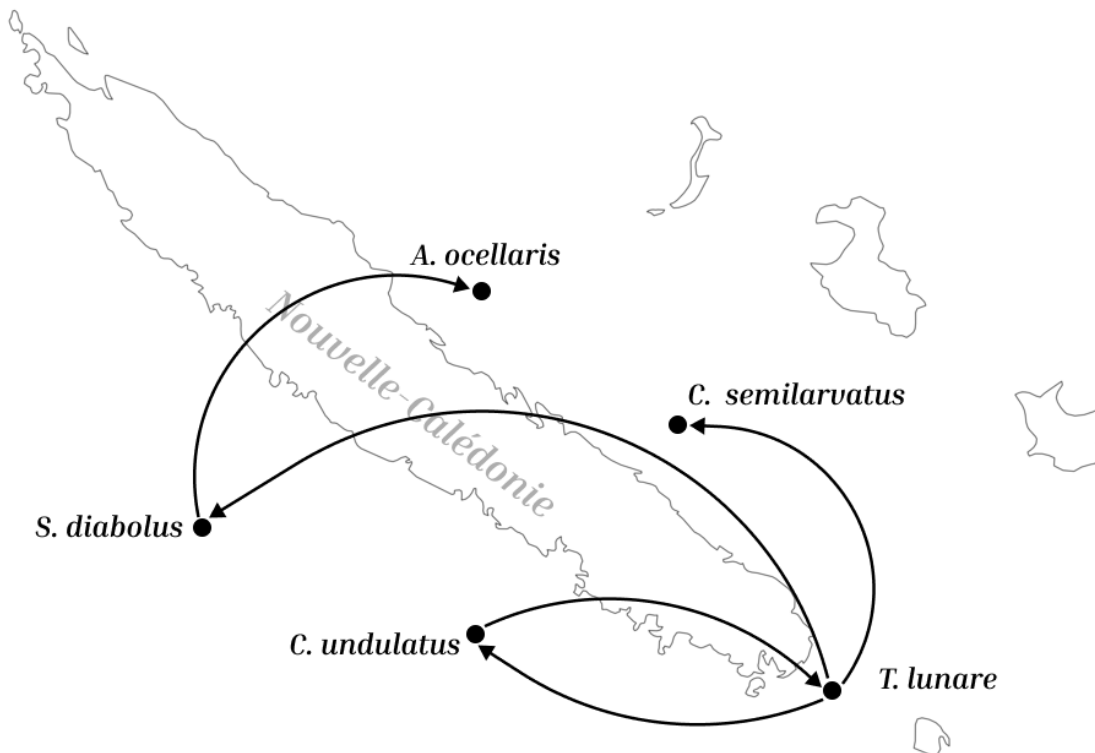 A. ocellaris
Nouvelle-Calédonie
C. semilarvatus
S. diabolus
C. undulatus
T. lunare